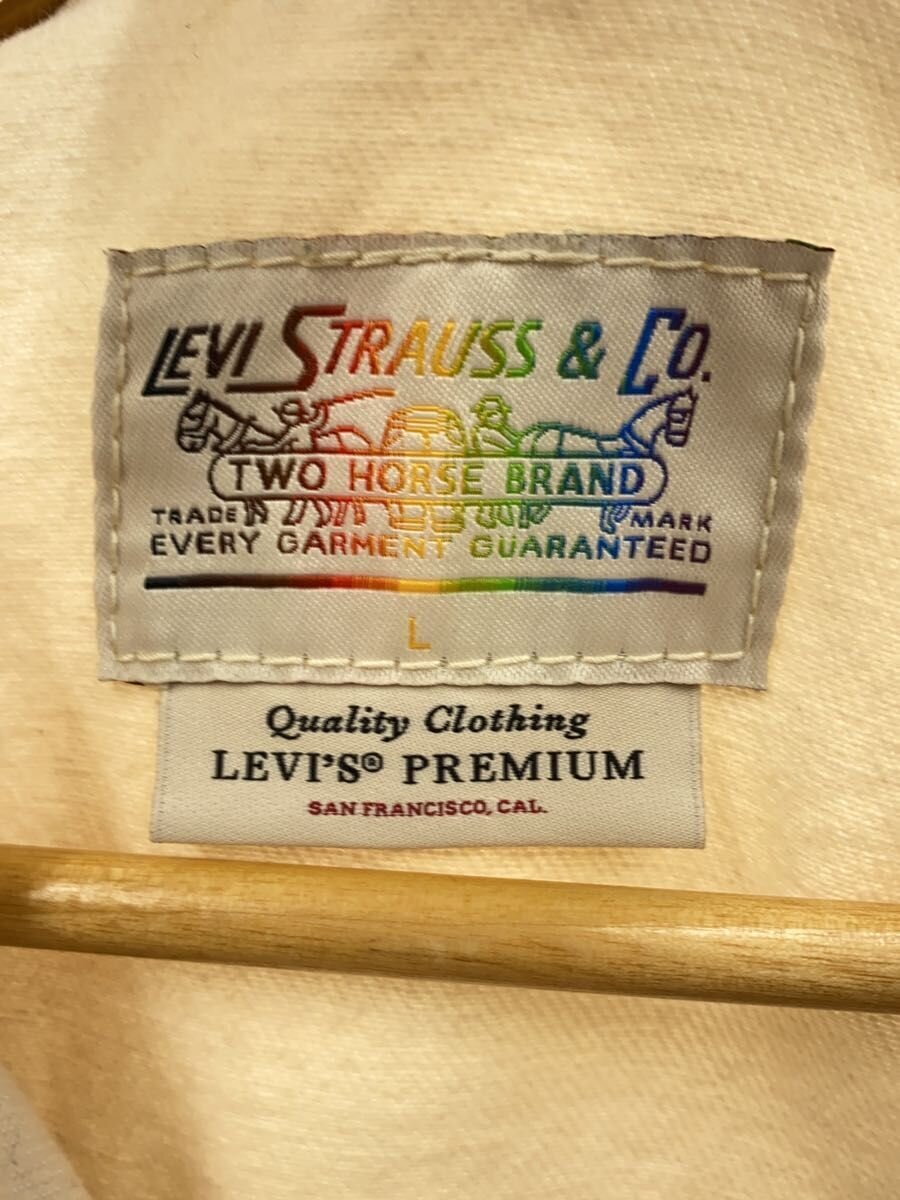 LEVI STRAUSS & CO.
TWO HORSE BRAND
TRADE MARK
EVERY GARMENT GUARANTEED
L
Quality Clothing
LEVI'S® PREMIUM
SAN FRANCISCO, CAL.